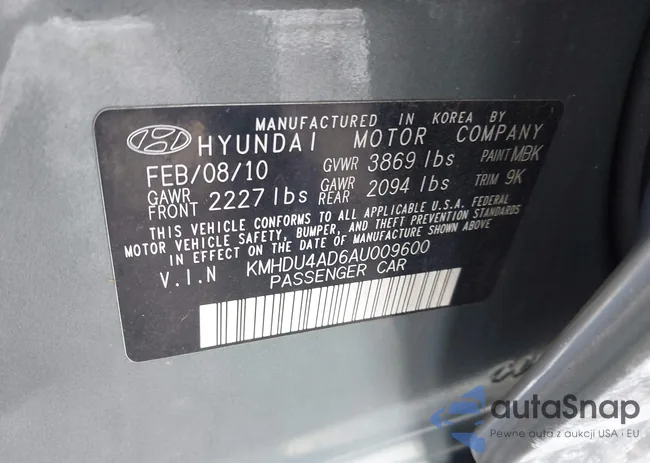 MANUFACTURED IN KOREA BY
HYUNDAI MOTOR COMPANY
FEB/08/10 GVWR 3869 lbs PAINT MBK
GAWR FRONT 2227 lbs GAWR REAR 2094 lbs TRIM 9K
THIS VEHICLE CONFORMS TO ALL APPLICABLE U.S.A. FEDERAL
MOTOR VEHICLE SAFETY, BUMPER, AND THEFT PREVENTION STANDARDS
IN EFFECT ON THE DATE OF MANUFACTURE SHOWN ABOVE.
V.I.N KMHDU4AD6AU009600
PASSENGER CAR
autaSnap
Pewne auta z aukcji USA i EU